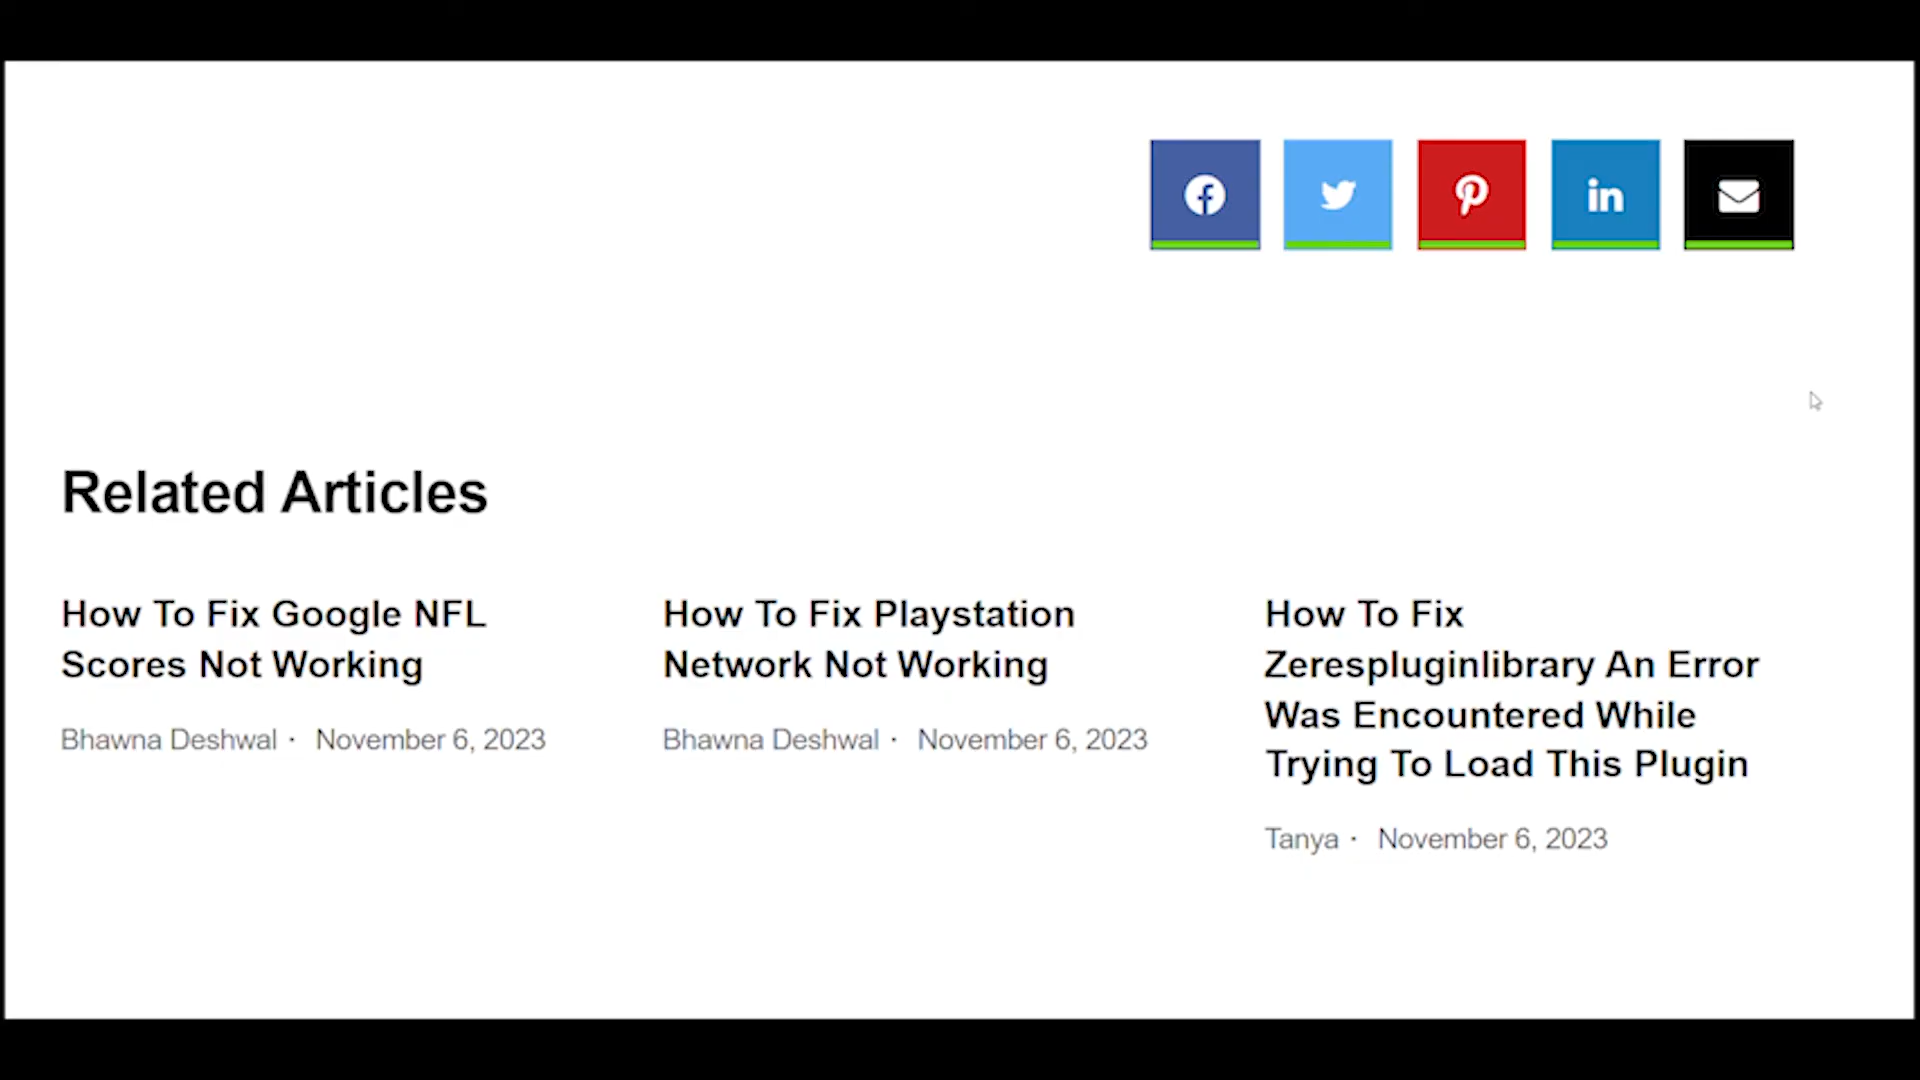 Related Articles
How To Fix Google NFL
Scores Not Working
Bhawna Deshwal · November 6, 2023
How To Fix Playstation
Network Not Working
Bhawna Deshwal · November 6, 2023
How To Fix
Zerespluginlibrary An Error
Was Encountered While
Trying To Load This Plugin
Tanya · November 6, 2023